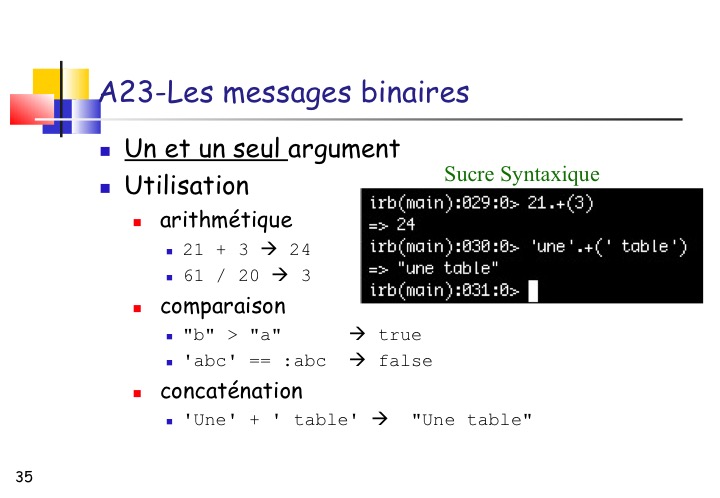 A23-Les messages binaires
Un et un seul argument
Utilisation
Sucre Syntaxique
irb(main):029:0> 21.+(3)
=> 24
irb(main):030:0> 'une'.+(' table')
=> "une table"
irb(main):031:0>
arithmétique
21 + 3 → 24
61 / 20 → 3
comparaison
"b" > "a" → true
'abc' == :abc → false
concaténation
'Une' + ' table' → "Une table"
35